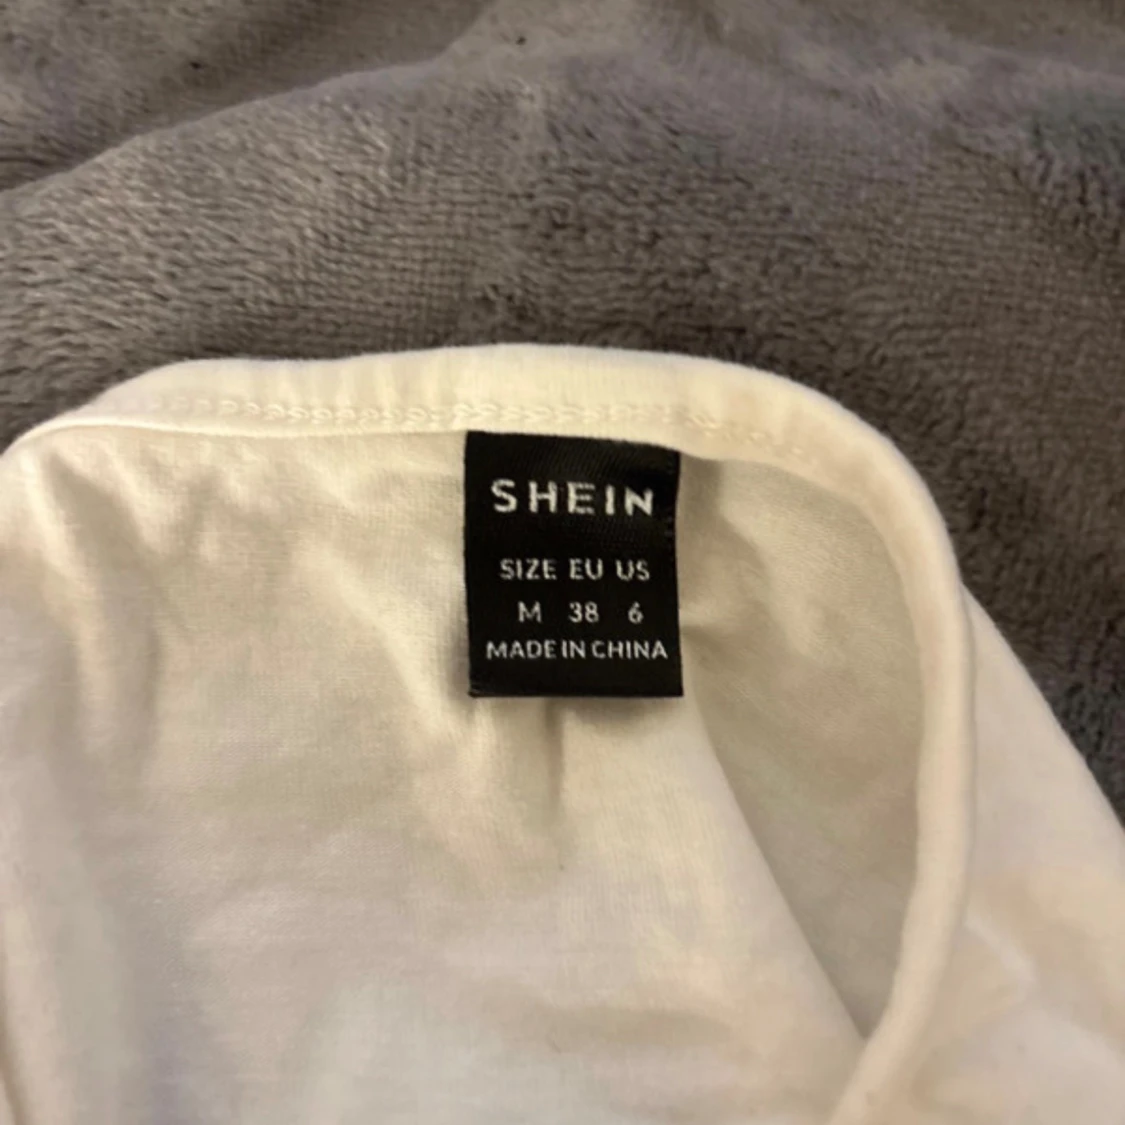 SHEIN
SIZE EU US
M 38 6
MADE IN CHINA